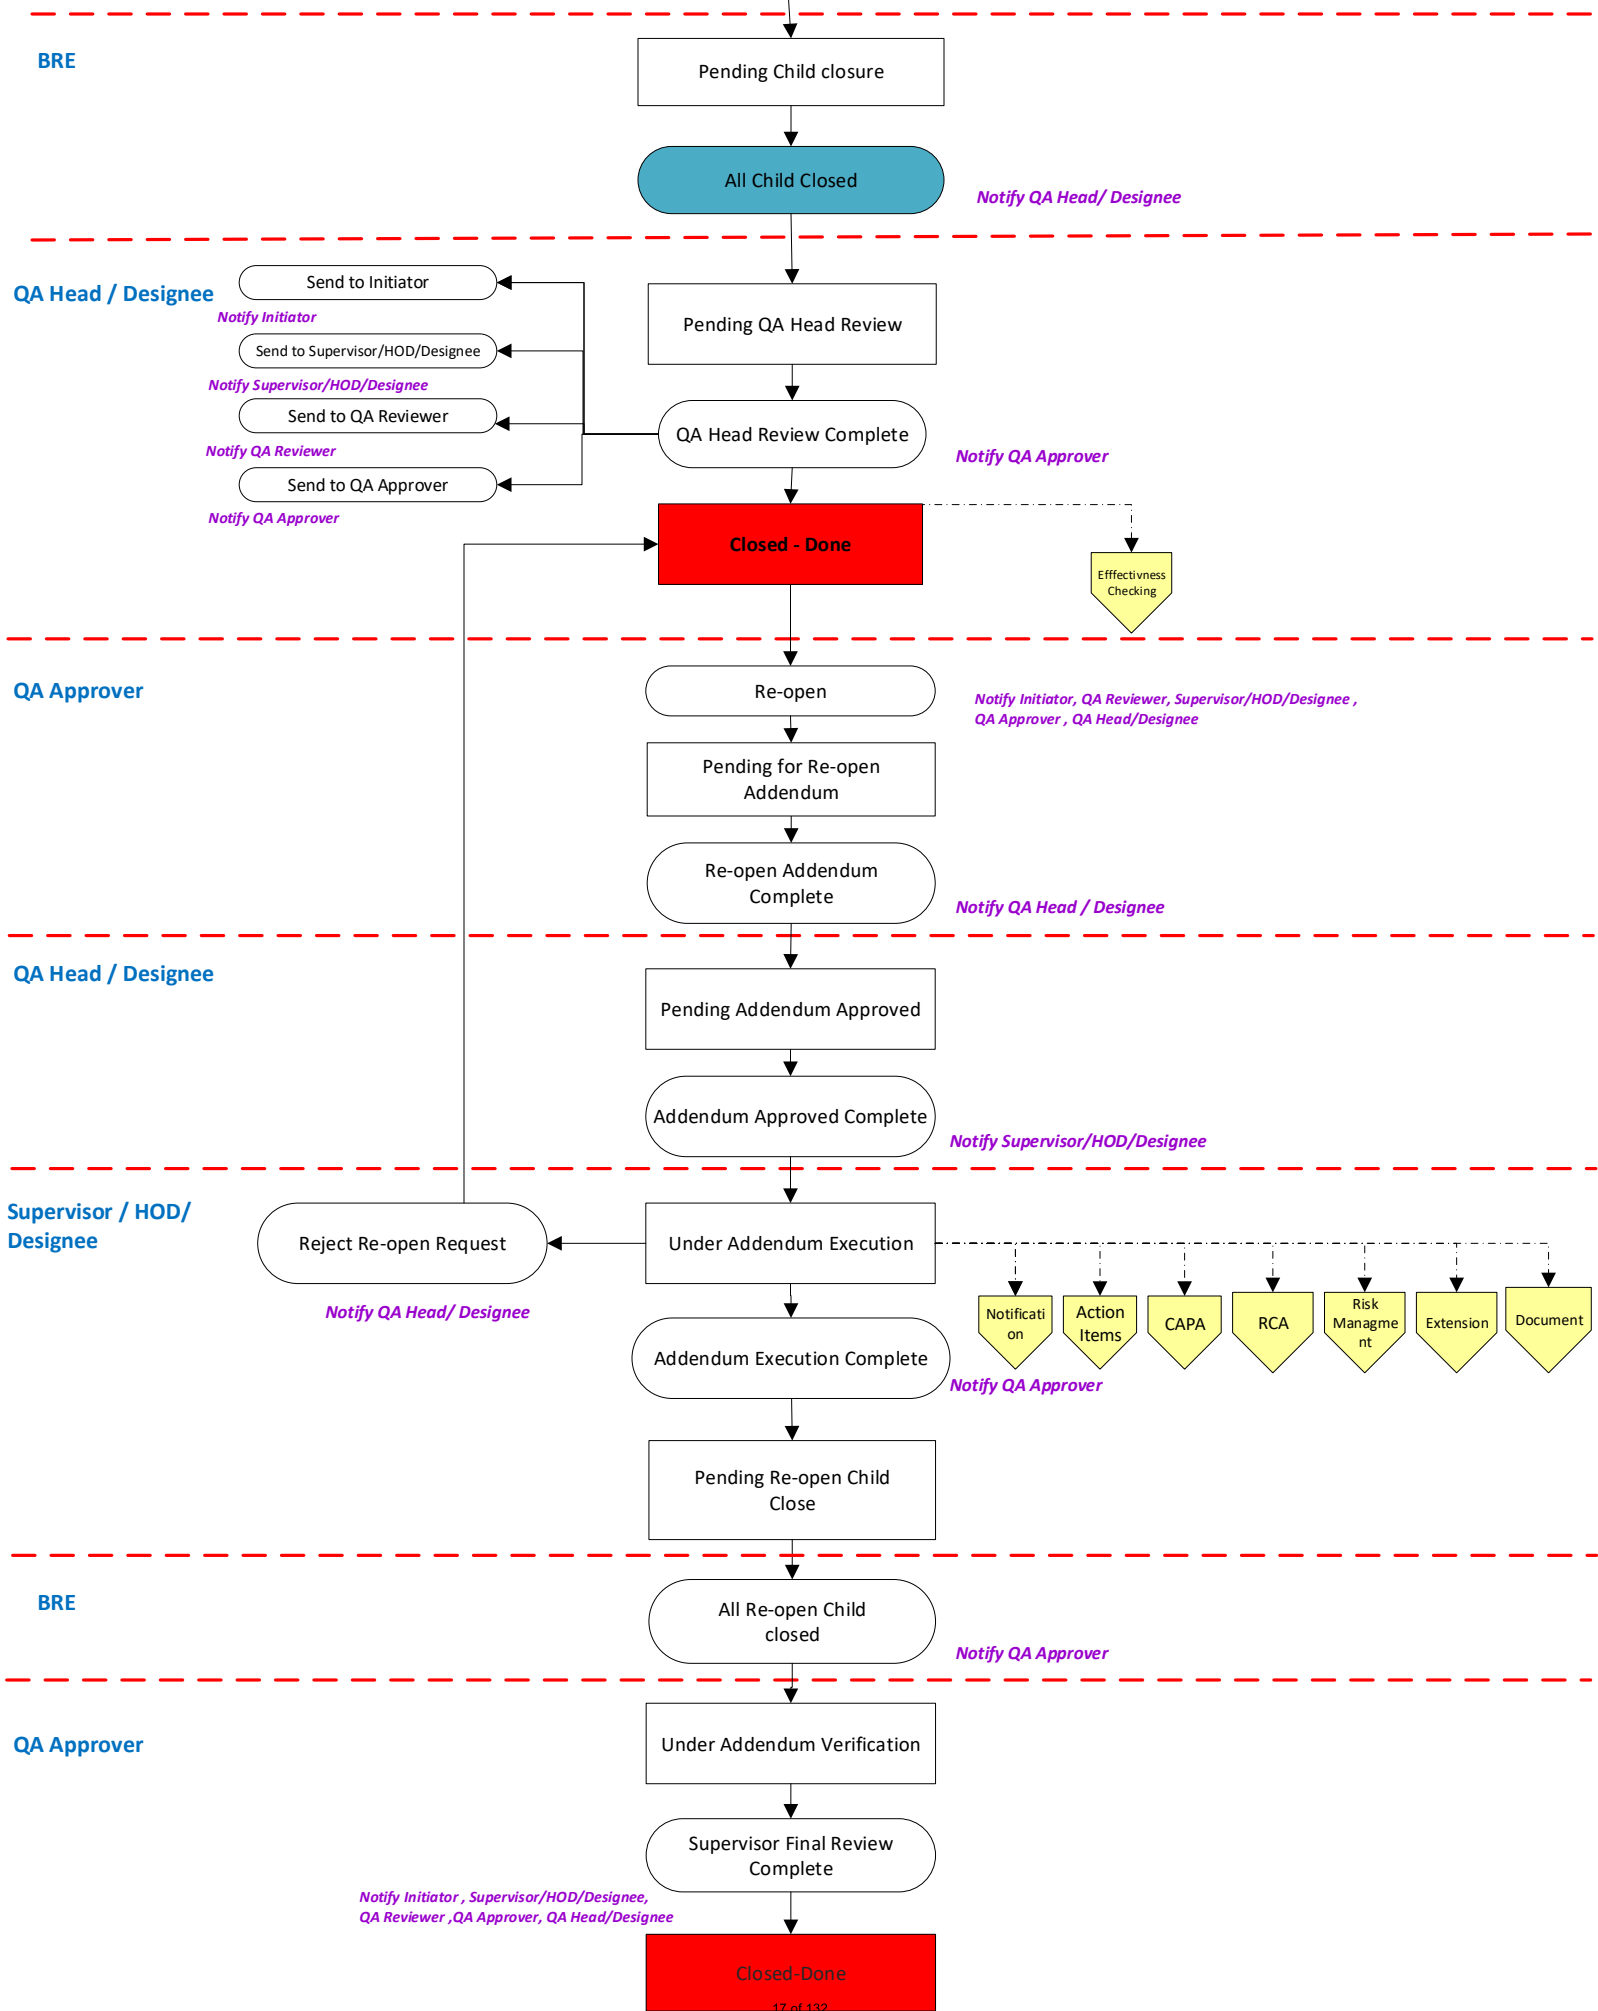 BRE
Pending Child closure
All Child Closed
Notify QA Head/ Designee
QA Head / Designee
Send to Initiator
Notify Initiator
Send to Supervisor/HOD/Designee
Notify Supervisor/HOD/Designee
Send to QA Reviewer
Notify QA Reviewer
Send to QA Approver
Notify QA Approver
Pending QA Head Review
QA Head Review Complete
Notify QA Approver
Closed - Done
Efffectivness
Checking
QA Approver
Re-open
Notify Initiator, QA Reviewer, Supervisor/HOD/Designee ,
QA Approver , QA Head/Designee
Pending for Re-open
Addendum
Re-open Addendum
Complete
Notify QA Head / Designee
QA Head / Designee
Pending Addendum Approved
Addendum Approved Complete
Notify Supervisor/HOD/Designee
Supervisor / HOD/
Designee
Reject Re-open Request
Notify QA Head/ Designee
Under Addendum Execution
Notificati
on
Action
Items
CAPA
RCA
Risk
Managme
nt
Extension
Document
Addendum Execution Complete
Notify QA Approver
Pending Re-open Child
Close
BRE
All Re-open Child
closed
Notify QA Approver
QA Approver
Under Addendum Verification
Supervisor Final Review
Complete
Notify Initiator , Supervisor/HOD/Designee,
QA Reviewer ,QA Approver, QA Head/Designee
Closed-Done
17 of 132